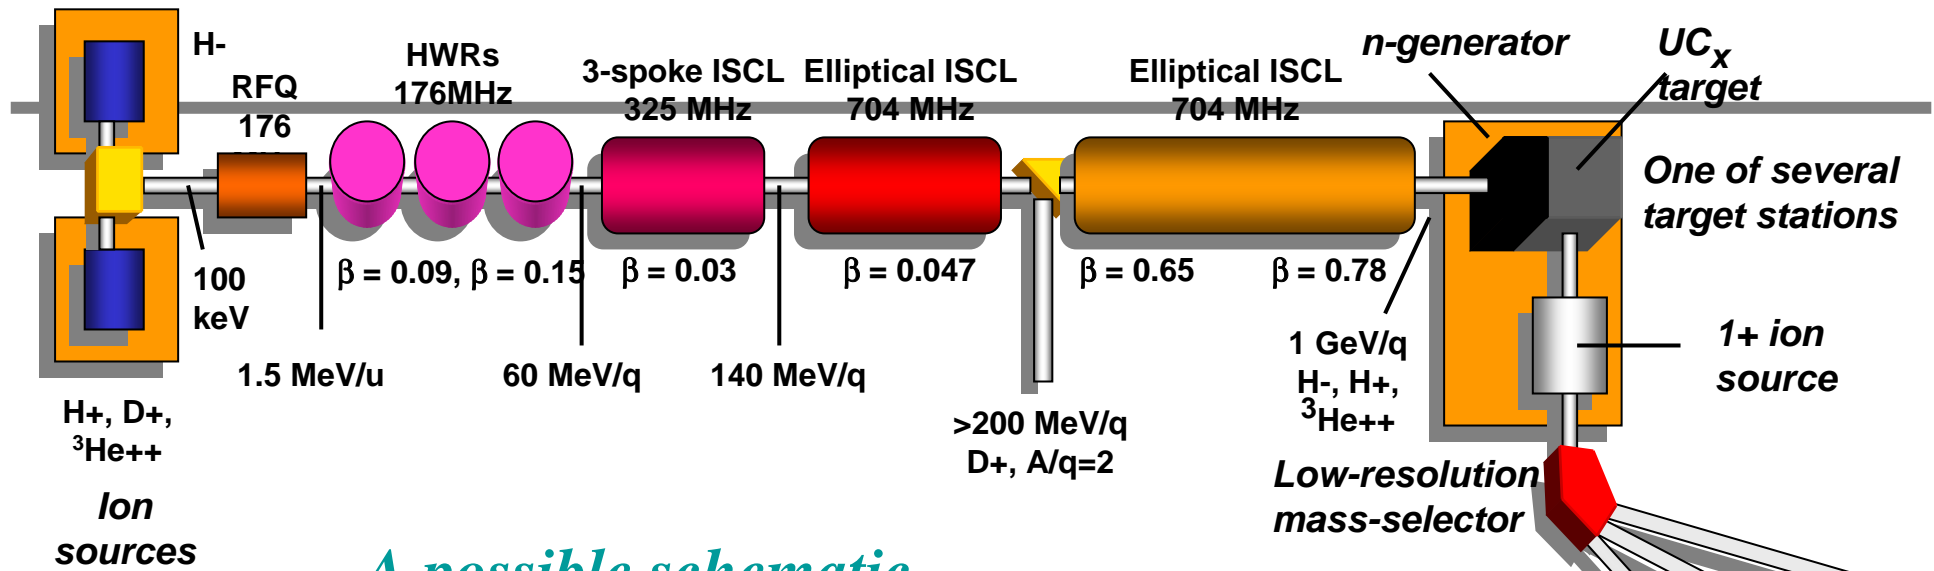 H-
RFQ
176
HWRs
176MHz
3-spoke ISCL
325 MHz
Elliptical ISCL
704 MHz
Elliptical ISCL
704 MHz
n-generator
UCx
target
One of several
target stations
100
keV
β = 0.09, β = 0.15
β = 0.03
β = 0.047
β = 0.65
β = 0.78
1.5 MeV/u
60 MeV/q
140 MeV/q
>200 MeV/q
D+, A/q=2
1 GeV/q
H-, H+,
3He++
1+ ion
source
H+, D+,
3He++
Ion
sources
Low-resolution
mass-selector
A possible schematic